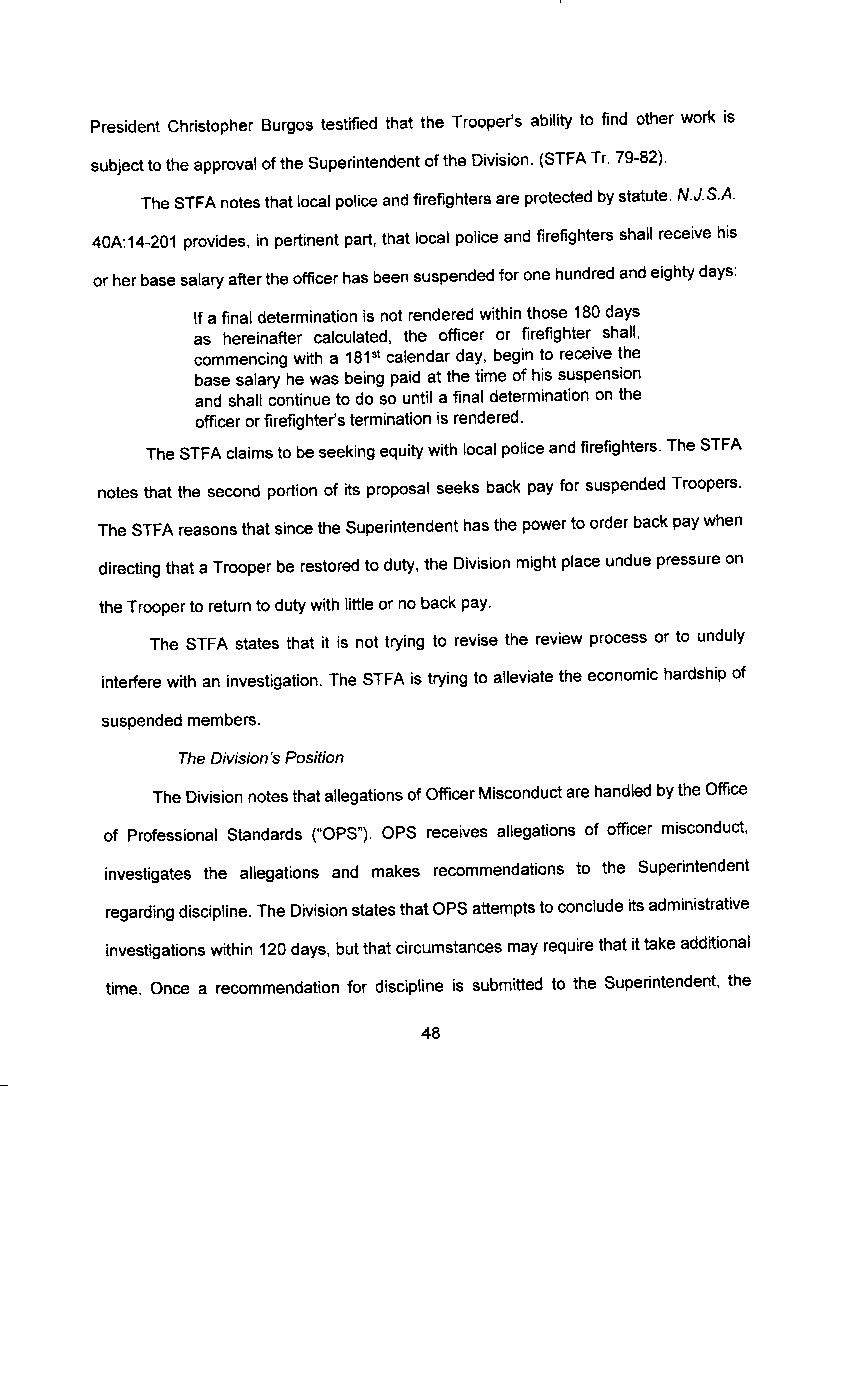 President Christopher Burgos testified that the Trooper's ability to find other work is
subject to the approval of the Superintendent of the Division. (STFA Tr. 79-82).
The STFA notes that local police and firefighters are protected by statute. N.J.S.A.
40A:14-201 provides, in pertinent part, that local police and firefighters shall receive his
or her base salary after the officer has been suspended for one hundred and eighty days:
If a final determination is not rendered within those 180 days
as hereinafter calculated, the officer or firefighter shall,
commencing with a 181st calendar day, begin to receive the
base salary he was being paid at the time of his suspension
and shall continue to do so until a final determination on the
officer or firefighter's termination is rendered.
The STFA claims to be seeking equity with local police and firefighters. The STFA
notes that the second portion of its proposal seeks back pay for suspended Troopers.
The STFA reasons that since the Superintendent has the power to order back pay when
directing that a Trooper be restored to duty, the Division might place undue pressure on
the Trooper to return to duty with little or no back pay.
The STFA states that it is not trying to revise the review process or to unduly
interfere with an investigation. The STFA is trying to alleviate the economic hardship of
suspended members.
The Division's Position
The Division notes that allegations of Officer Misconduct are handled by the Office
of Professional Standards ("OPS"). OPS receives allegations of officer misconduct,
investigates the allegations and makes recommendations to the Superintendent
regarding discipline. The Division states that OPS attempts to conclude its administrative
investigations within 120 days, but that circumstances may require that it take additional
time. Once a recommendation for discipline is submitted to the Superintendent, the
48